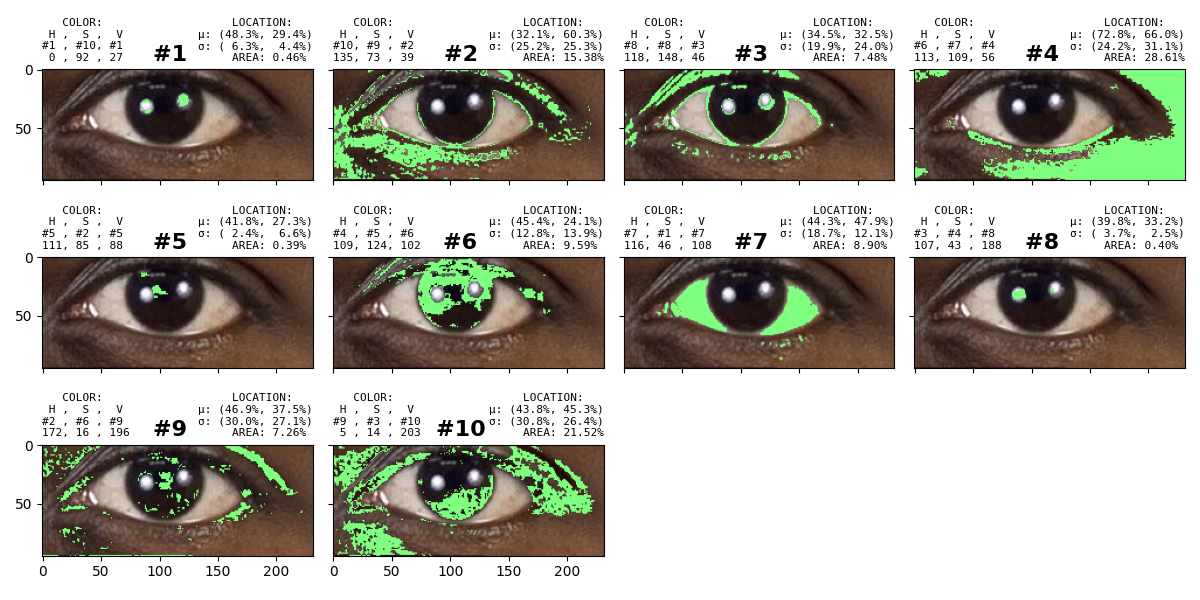 COLOR: LOCATION:
H , S , V μ: (48.3%, 29.4%)
#1 , #10, #1 #1 σ: ( 6.3%, 4.4%)
0 , 92 , 27 AREA: 0.46%
COLOR: LOCATION:
H , S , V μ: (32.1%, 60.3%)
#10, #9 , #2 #2 σ: (25.2%, 25.3%)
135, 73 , 39 AREA: 15.38%
COLOR: LOCATION:
H , S , V μ: (34.5%, 32.5%)
#8 , #8 , #3 #3 σ: (19.9%, 24.0%)
118, 148, 46 AREA: 7.48%
COLOR: LOCATION:
H , S , V μ: (72.8%, 66.0%)
#6 , #7 , #4 #4 σ: (24.2%, 31.1%)
113, 109, 56 AREA: 28.61%
0
50
COLOR: LOCATION:
H , S , V μ: (41.8%, 27.3%)
#5 , #2 , #5 #5 σ: ( 2.4%, 6.6%)
111, 85 , 88 AREA: 0.39%
COLOR: LOCATION:
H , S , V μ: (45.4%, 24.1%)
#4 , #5 , #6 #6 σ: (12.8%, 13.9%)
109, 124, 102 AREA: 9.59%
COLOR: LOCATION:
H , S , V μ: (44.3%, 47.9%)
#7 , #1 , #7 #7 σ: (18.7%, 12.1%)
116, 46 , 108 AREA: 8.90%
COLOR: LOCATION:
H , S , V μ: (39.8%, 33.2%)
#3 , #4 , #8 #8 σ: ( 3.7%, 2.5%)
107, 43 , 188 AREA: 0.40%
0
50
COLOR: LOCATION:
H , S , V μ: (46.9%, 37.5%)
#2 , #6 , #9 #9 σ: (30.0%, 27.1%)
172, 16 , 196 AREA: 7.26%
COLOR: LOCATION:
H , S , V μ: (43.8%, 45.3%)
#9 , #3 , #10 #10 σ: (30.8%, 26.4%)
5 , 14 , 203 AREA: 21.52%
0
50
0 50 100 150 200
0 50 100 150 200